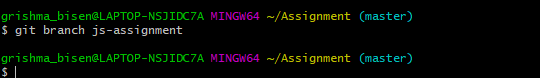 grishma_bisen@LAPTOP-NSJIDC7A MINGW64 ~/Assignment (master)
$ git branch js-assignment
grishma_bisen@LAPTOP-NSJIDC7A MINGW64 ~/Assignment (master)
$